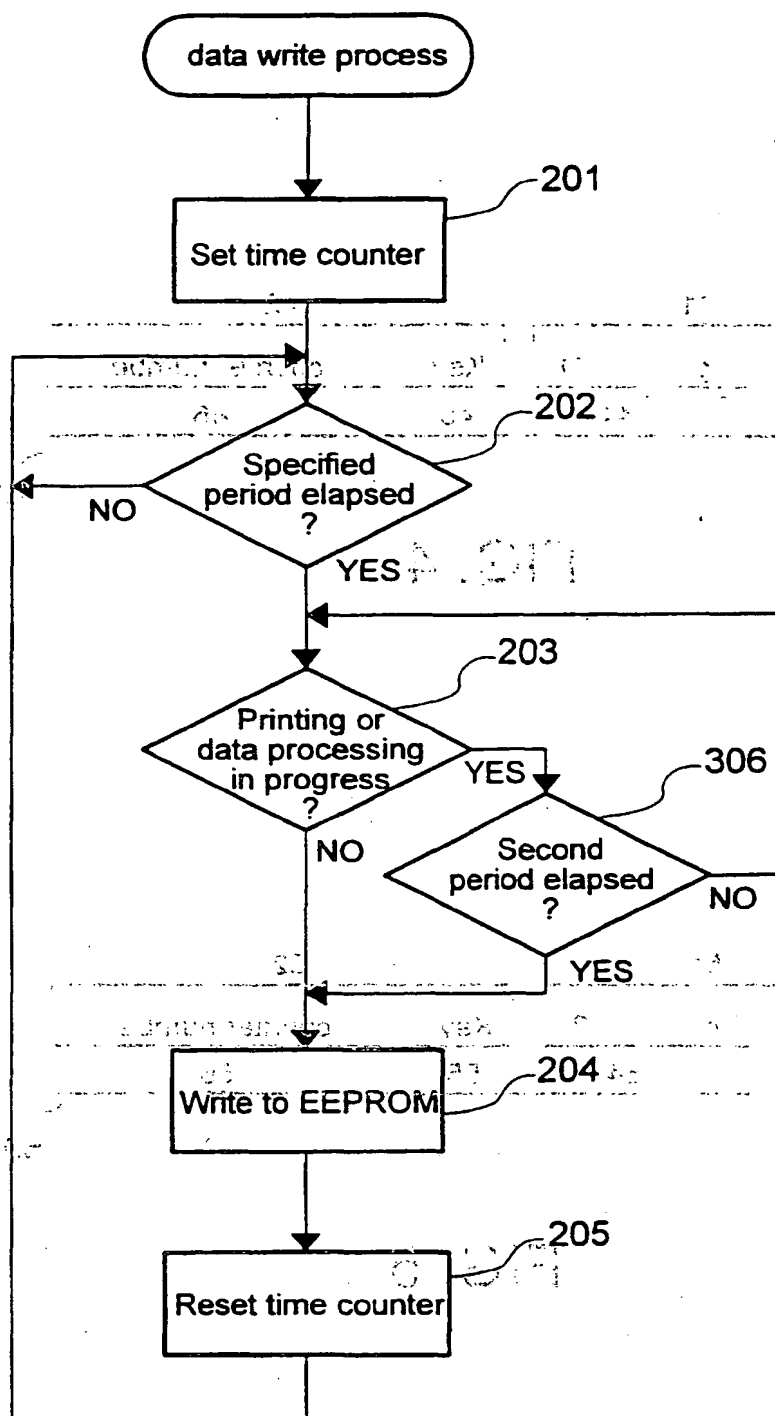 data write process
201
Set time counter
202
Specified
period elapsed
?
NO
YES
203
Printing or
data processing
in progress
?
YES
306
NO
Second
period elapsed
?
NO
YES
204
Write to EEPROM
205
Reset time counter